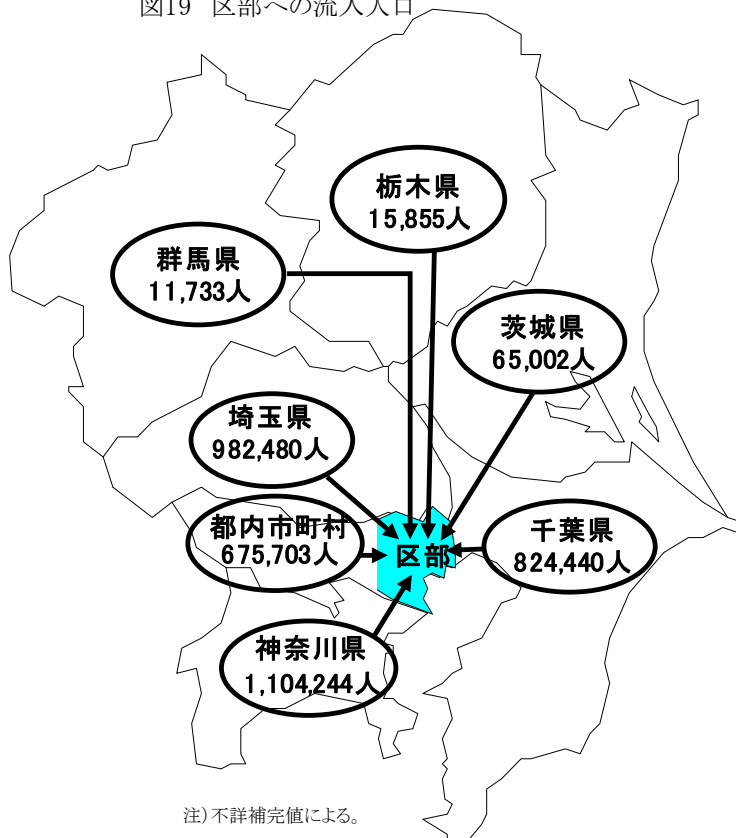 図19 区部への流入人口
栃木県
15,855人
群馬県
11,733人
茨城県
65,002人
埼玉県
982,480人
都内市町村
675,703人
区部
千葉県
824,440人
神奈川県
1,104,244人
注)不詳補完値による。